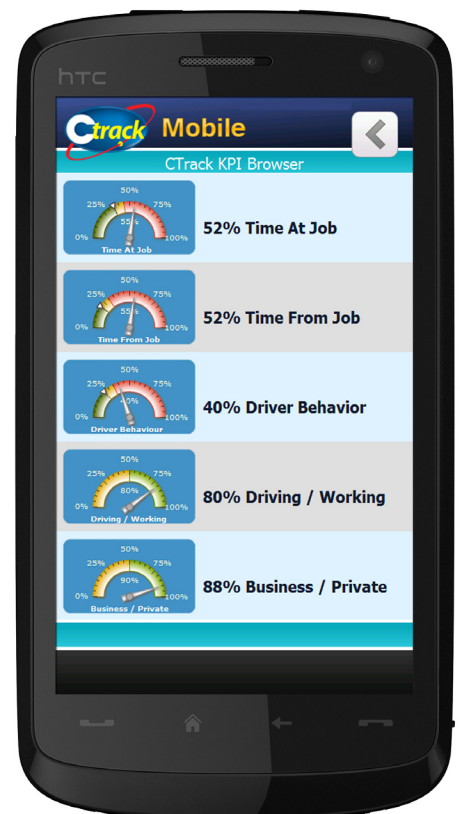 hTC
Ctrack Mobile
CTrack KPI Browser
50%
25% 75%
55%
0% 100%
Time At Job
52% Time At Job
50%
25% 75%
55%
0% 100%
Time From Job
52% Time From Job
50%
25% 75%
40%
0% 100%
Driver Behaviour
40% Driver Behavior
50%
25% 75%
80%
0% 100%
Driving / Working
80% Driving / Working
50%
25% 75%
90%
0% 100%
Business / Private
88% Business / Private